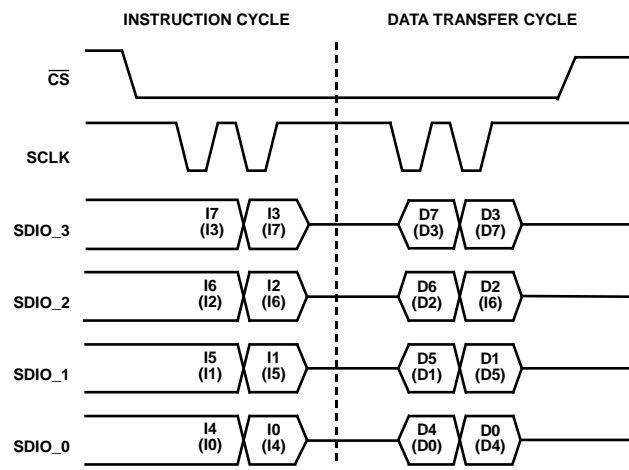 INSTRUCTION CYCLE DATA TRANSFER CYCLE
CS
SCLK
SDIO_3 I7 I3 D7 D3
(I3) (I7) (D3) (D7)
SDIO_2 I6 I2 D6 D2
(I2) (I6) (D2) (I6)
SDIO_1 I5 I1 D5 D1
(I1) (I5) (D1) (D5)
SDIO_0 I4 I0 D4 D0
(I0) (I4) (D0) (D4)